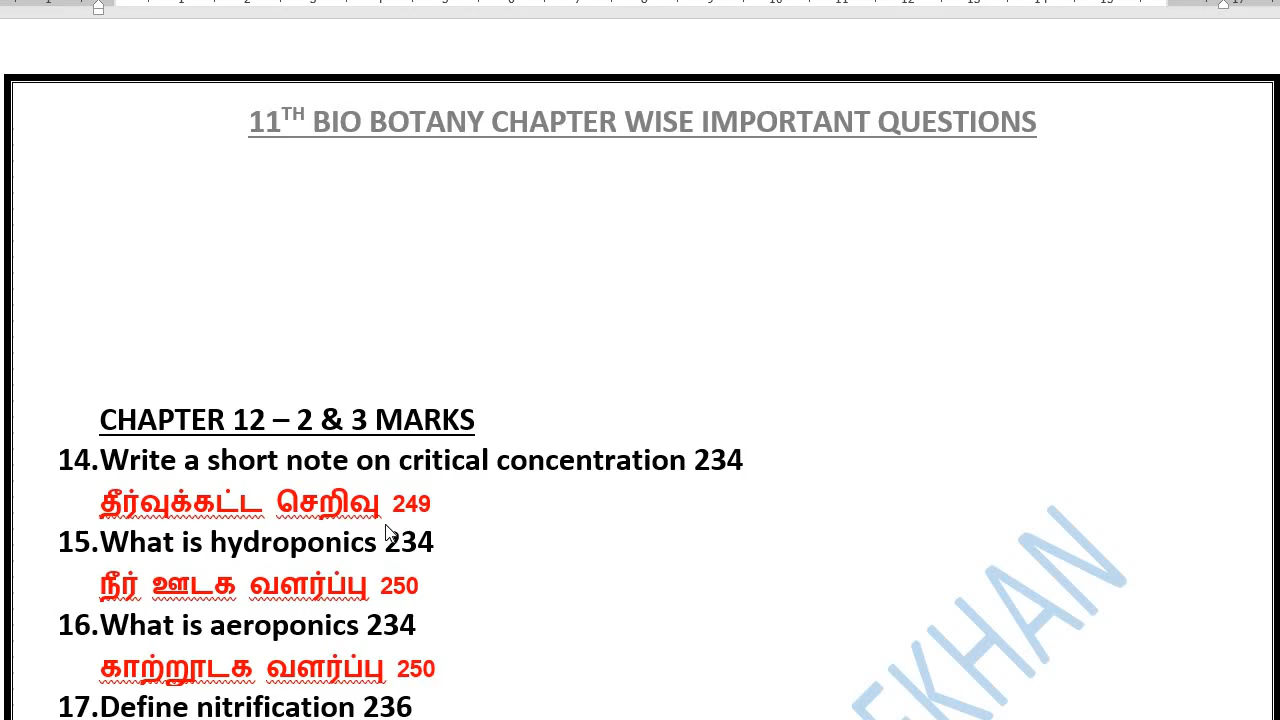 11TH BIO BOTANY CHAPTER WISE IMPORTANT QUESTIONS
CHAPTER 12 – 2 & 3 MARKS
14.Write a short note on critical concentration 234
தீர்வுக்கட்ட செறிவு 249
15.What is hydroponics 234
நீர் ஊடக வளர்ப்பு 250
16.What is aeroponics 234
காற்றூடக வளர்ப்பு 250
17.Define nitrification 236